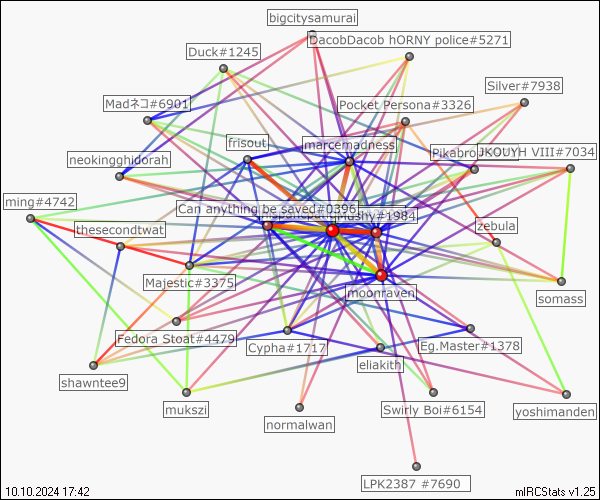 bigcitysamurai
DacobDacob hORNY police#5271
Duck#1245
Silver#7938
Madネコ#6901
Pocket Persona#3326
frisout
marcemadness
JKOUYH VIII#7034
neokingghidorah
ming#4742
Can anything be saved#0396
#1984
thesecondtwat
zebula
Majestic#3375
moonraven
somass
Fedora Stoat#4479
Cypha#1717
Eg.Master#1378
eliakith
shawntee9
mukszi
normalwan
Swirly Boi#6154
yoshimanden
LPK2387 #7690
10.10.2024 17:42
mIRCStats v1.25